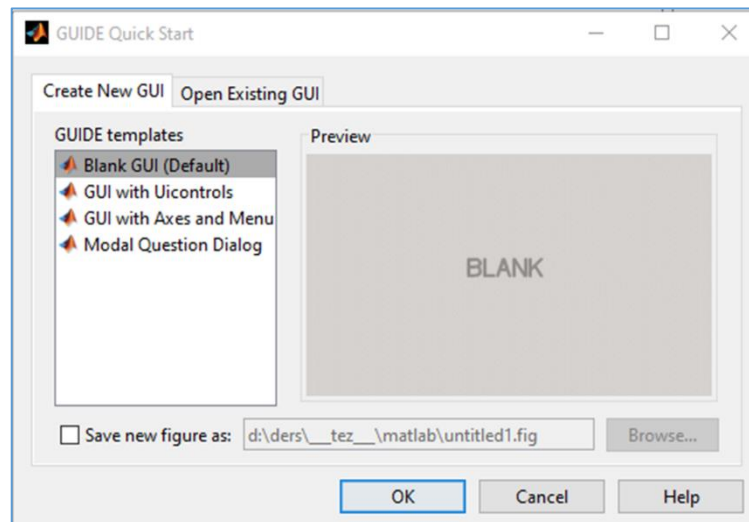 GUIDE Quick Start
Create New GUI
Open Existing GUI
GUIDE templates
Preview
Blank GUI (Default)
GUI with Uicontrols
GUI with Axes and Menu
Modal Question Dialog
BLANK
Save new figure as:
d:\ders\__tez__\matlab\untitled1.fig
Browse...
OK
Cancel
Help